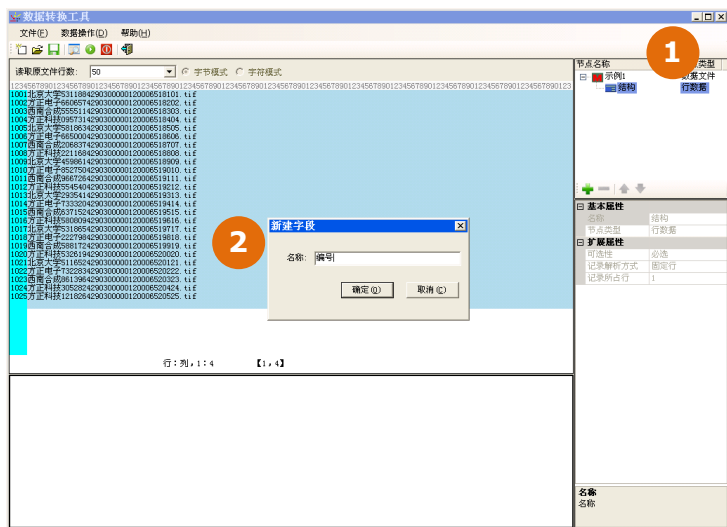 数据转换工具
文件(F) 数据操作(D) 帮助(H)
读取原文件行数: 50 字节模式 字符模式
1234567890123456789012345678901234567890123456789012345678901234567890123456789012345678901234567890123
1001北京大学5311884290300000120006518101.tif
1002方正电子6606574290300000120006518202.tif
1003西南合成5555114290300000120006518303.tif
1004方正科技0957314290300000120006518404.tif
1005北京大学5818634290300000120006518505.tif
1006方正电子6650004290300000120006518606.tif
1007西南合成2068374290300000120006518707.tif
1008方正科技2211684290300000120006518808.tif
1009北京大学4598614290300000120006518909.tif
1010方正电子8527504290300000120006519010.tif
1011西南合成9667264290300000120006519111.tif
1012方正科技5545404290300000120006519212.tif
1013北京大学2935414290300000120006519313.tif
1014方正电子7333204290300000120006519414.tif
1015西南合成6371524290300000120006519515.tif
1016方正科技5808094290300000120006519616.tif
1017北京大学5318654290300000120006519717.tif
1018方正电子2227984290300000120006519818.tif
1019西南合成5881724290300000120006519919.tif
1020方正科技5326194290300000120006520020.tif
1021北京大学5116524290300000120006520121.tif
1022方正电子7322834290300000120006520222.tif
1023西南合成8613964290300000120006520323.tif
1024方正科技3052824290300000120006520424.tif
1025方正科技1218264290300000120006520525.tif
行:列,1:4 【1,4】
2
新建字段
名称: 编号
确定(O) 取消(C)
1
节点名称 类型
示例1 数据文件
结构 行数据
基本属性
名称 结构
节点类型 行数据
扩展属性
可选性 必选
记录解析方式 固定行
记录所占行 1
名称
名称